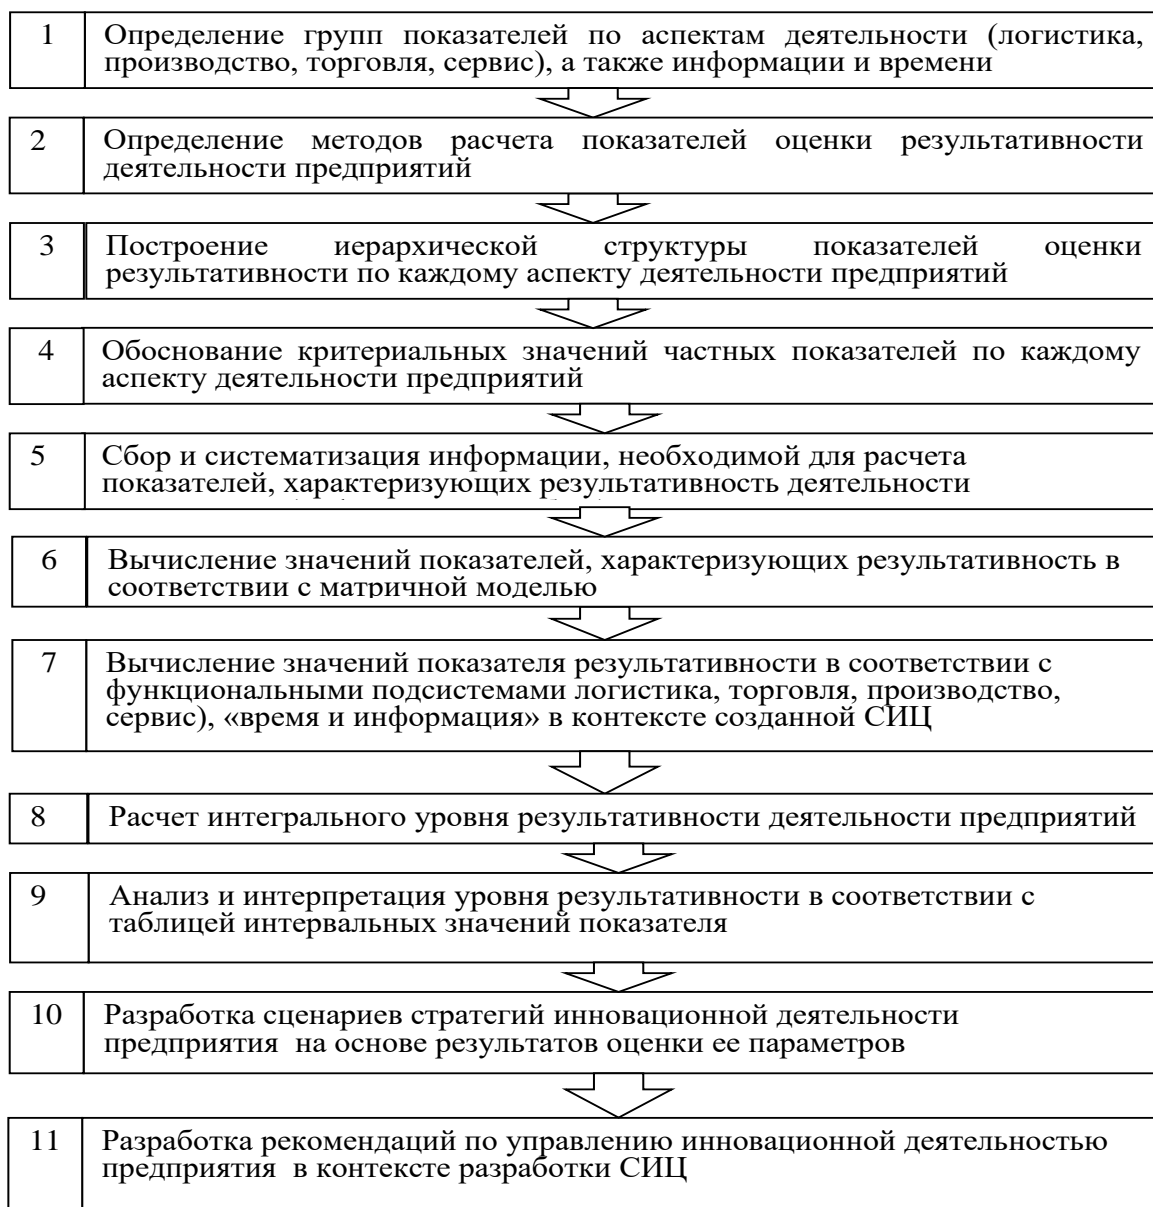 1 Определение групп показателей по аспектам деятельности (логистика,
производство, торговля, сервис), а также информации и времени
2 Определение методов расчета показателей оценки результативности
деятельности предприятий
3 Построение иерархической структуры показателей оценки
результативности по каждому аспекту деятельности предприятий
4 Обоснование критериальных значений частных показателей по каждому
аспекту деятельности предприятий
5 Сбор и систематизация информации, необходимой для расчета
показателей, характеризующих результативность деятельности
6 Вычисление значений показателей, характеризующих результативность в
соответствии с матричной моделью
7 Вычисление значений показателя результативности в соответствии с
функциональными подсистемами логистика, торговля, производство,
сервис), «время и информация» в контексте созданной СИЦ
8 Расчет интегрального уровня результативности деятельности предприятий
9 Анализ и интерпретация уровня результативности в соответствии с
таблицей интервальных значений показателя
10 Разработка сценариев стратегий инновационной деятельности
предприятия на основе результатов оценки ее параметров
11 Разработка рекомендаций по управлению инновационной деятельностью
предприятия в контексте разработки СИЦ